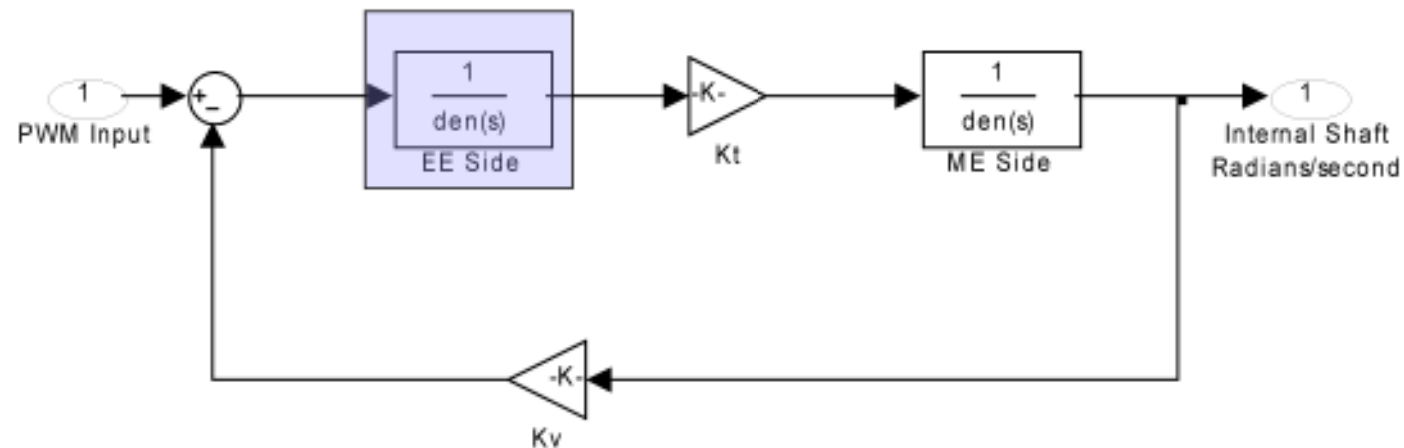 1
PWM Input
+
−
1
den(s)
EE Side
-K-
Kt
1
den(s)
ME Side
1
Internal Shaft
Radians/second
-K-
Kv